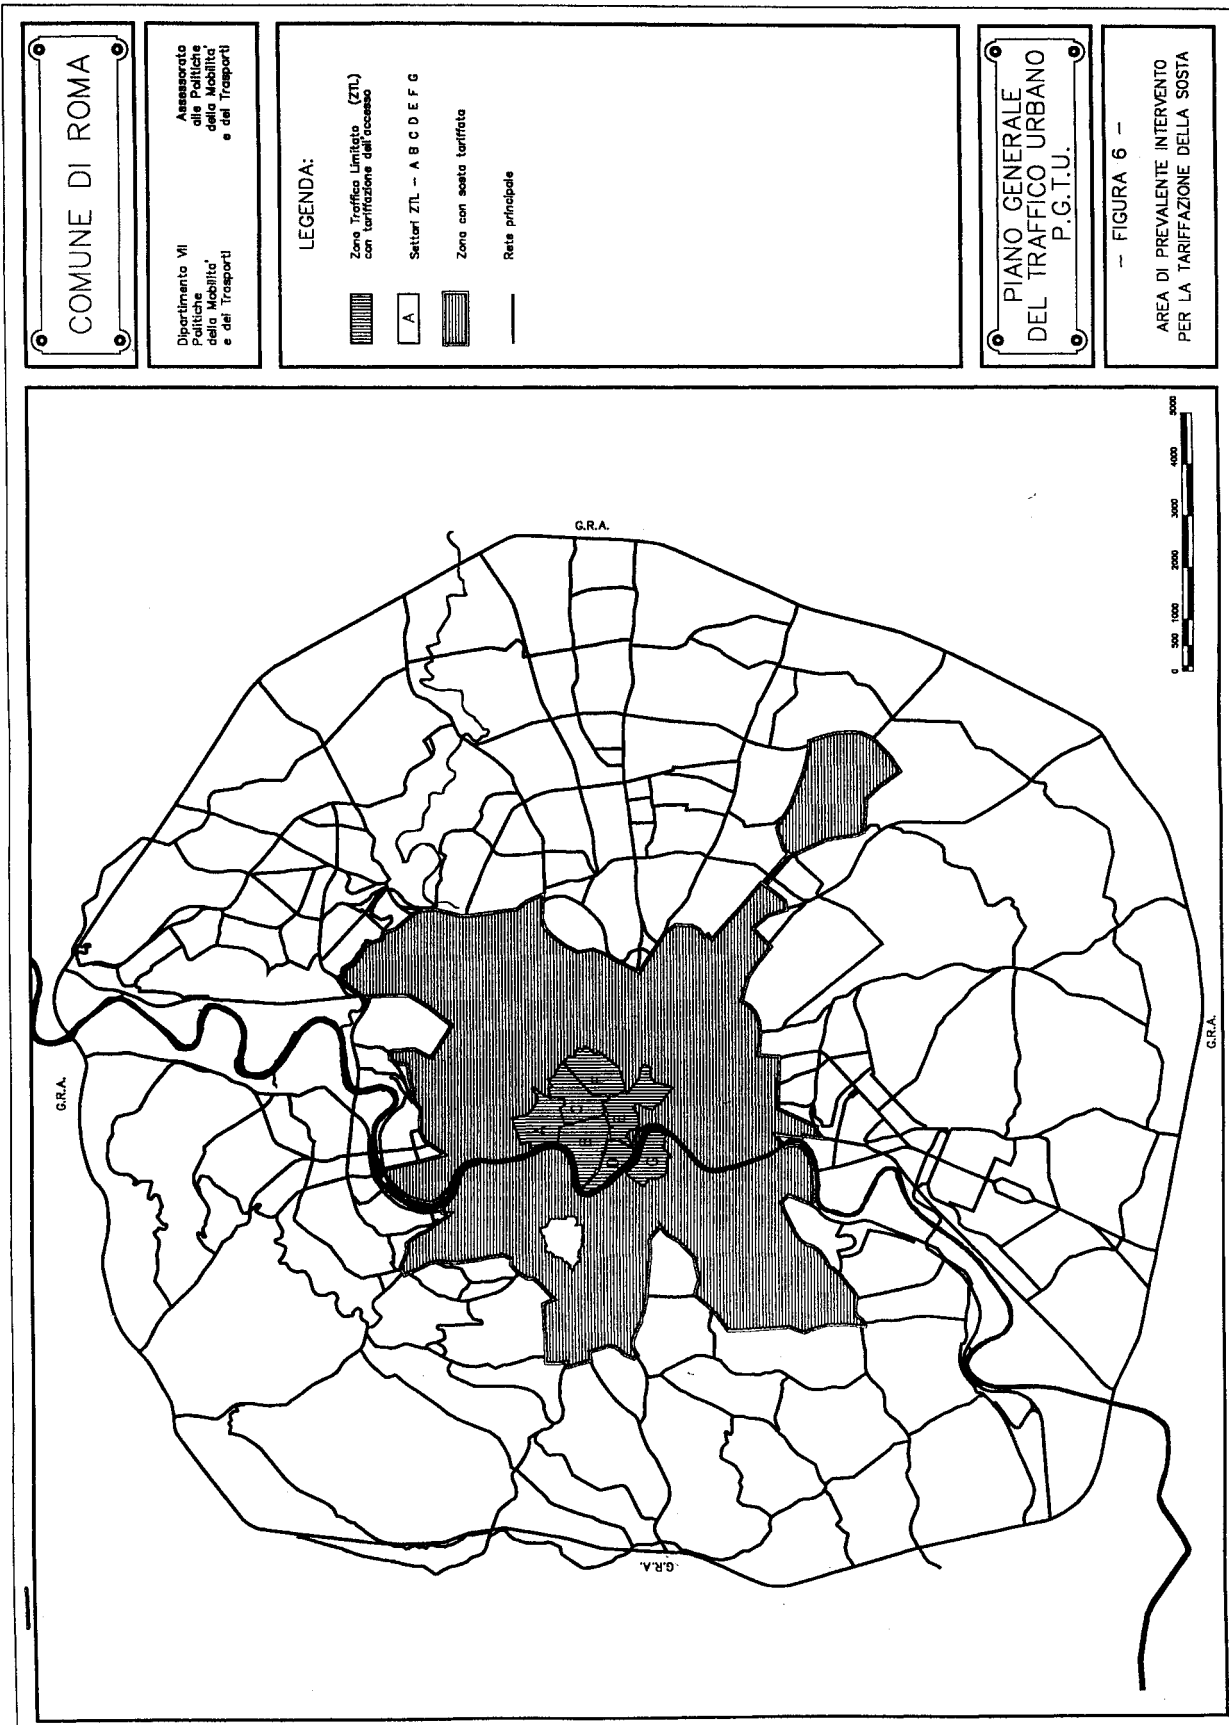 COMUNE DI ROMA
Dipartimento VII
Politiche
della Mobilita'
e dei Trasporti
Assessorato
alle Politiche
della Mobilita'
e dei Trasporti
LEGENDA:
Zona Traffico Limitato (ZTL)
con tariffazione dell'accesso
A
Settori ZTL - A B C D E F G
Zona con sosta tariffata
Rete principale
PIANO GENERALE
DEL TRAFFICO URBANO
P.G.T.U.
- FIGURA 6 -
AREA DI PREVALENTE INTERVENTO
PER LA TARIFFAZIONE DELLA SOSTA
G.R.A.
G.R.A.
G.R.A.
G.R.A.
A
B
C
D
F
G
0 500 1000 2000 3000 4000 5000